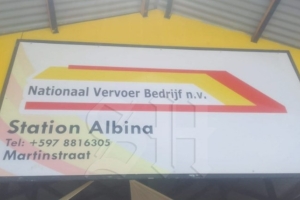 Nationaal Vervoer Bedrijf n.v.
Station Albina
Tel: +597 8816305
Martinstraat